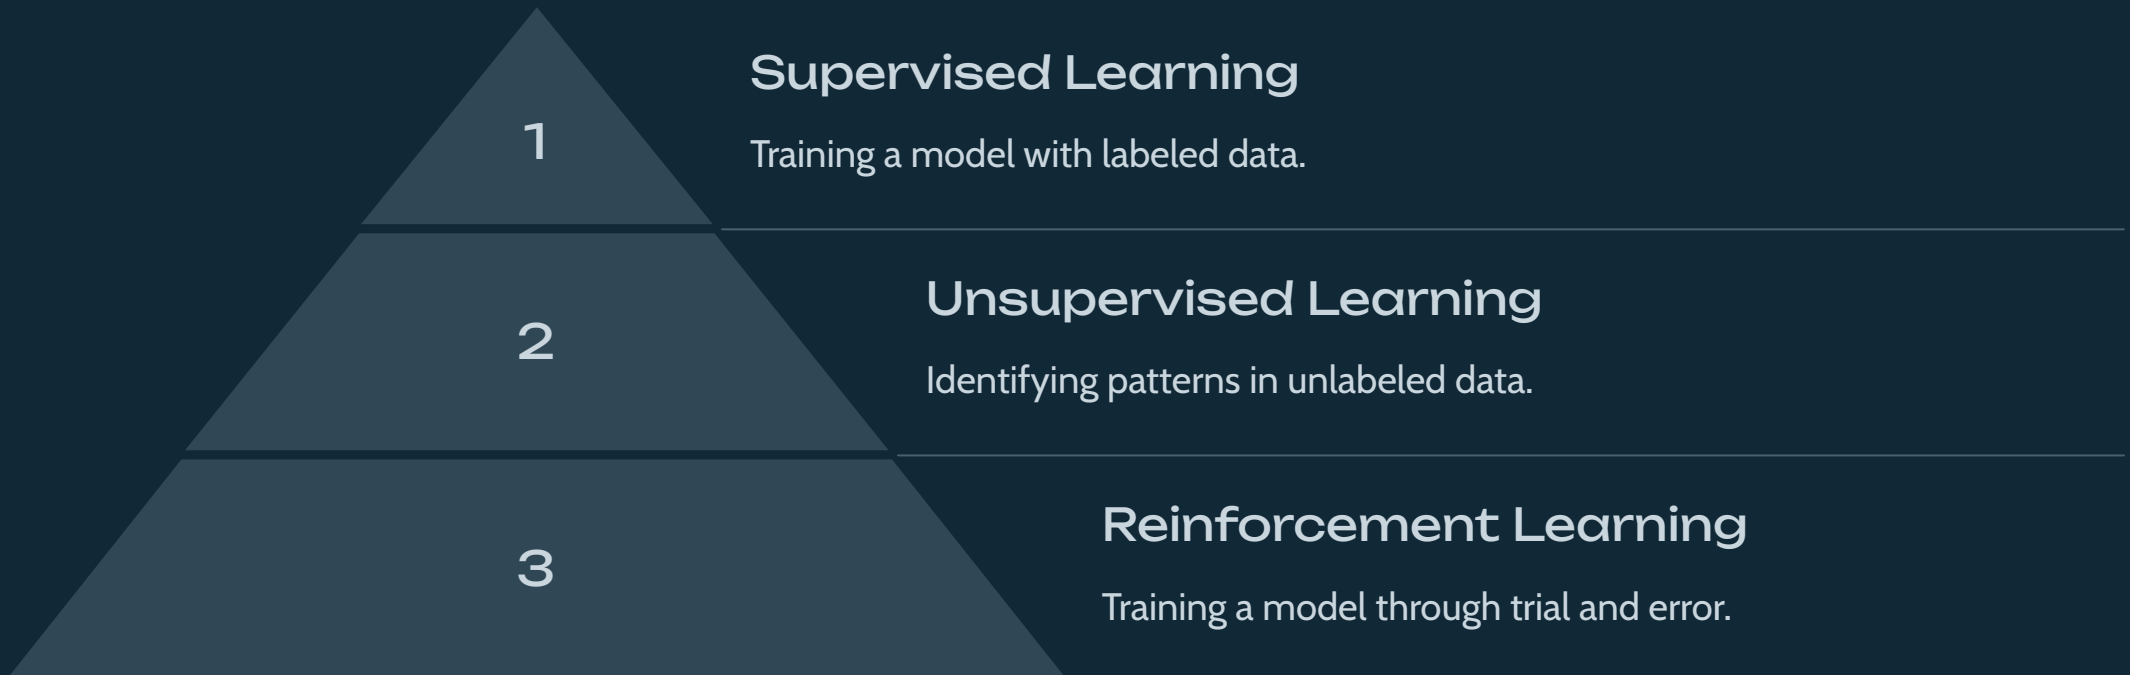 1
Supervised Learning
Training a model with labeled data.
2
Unsupervised Learning
Identifying patterns in unlabeled data.
3
Reinforcement Learning
Training a model through trial and error.